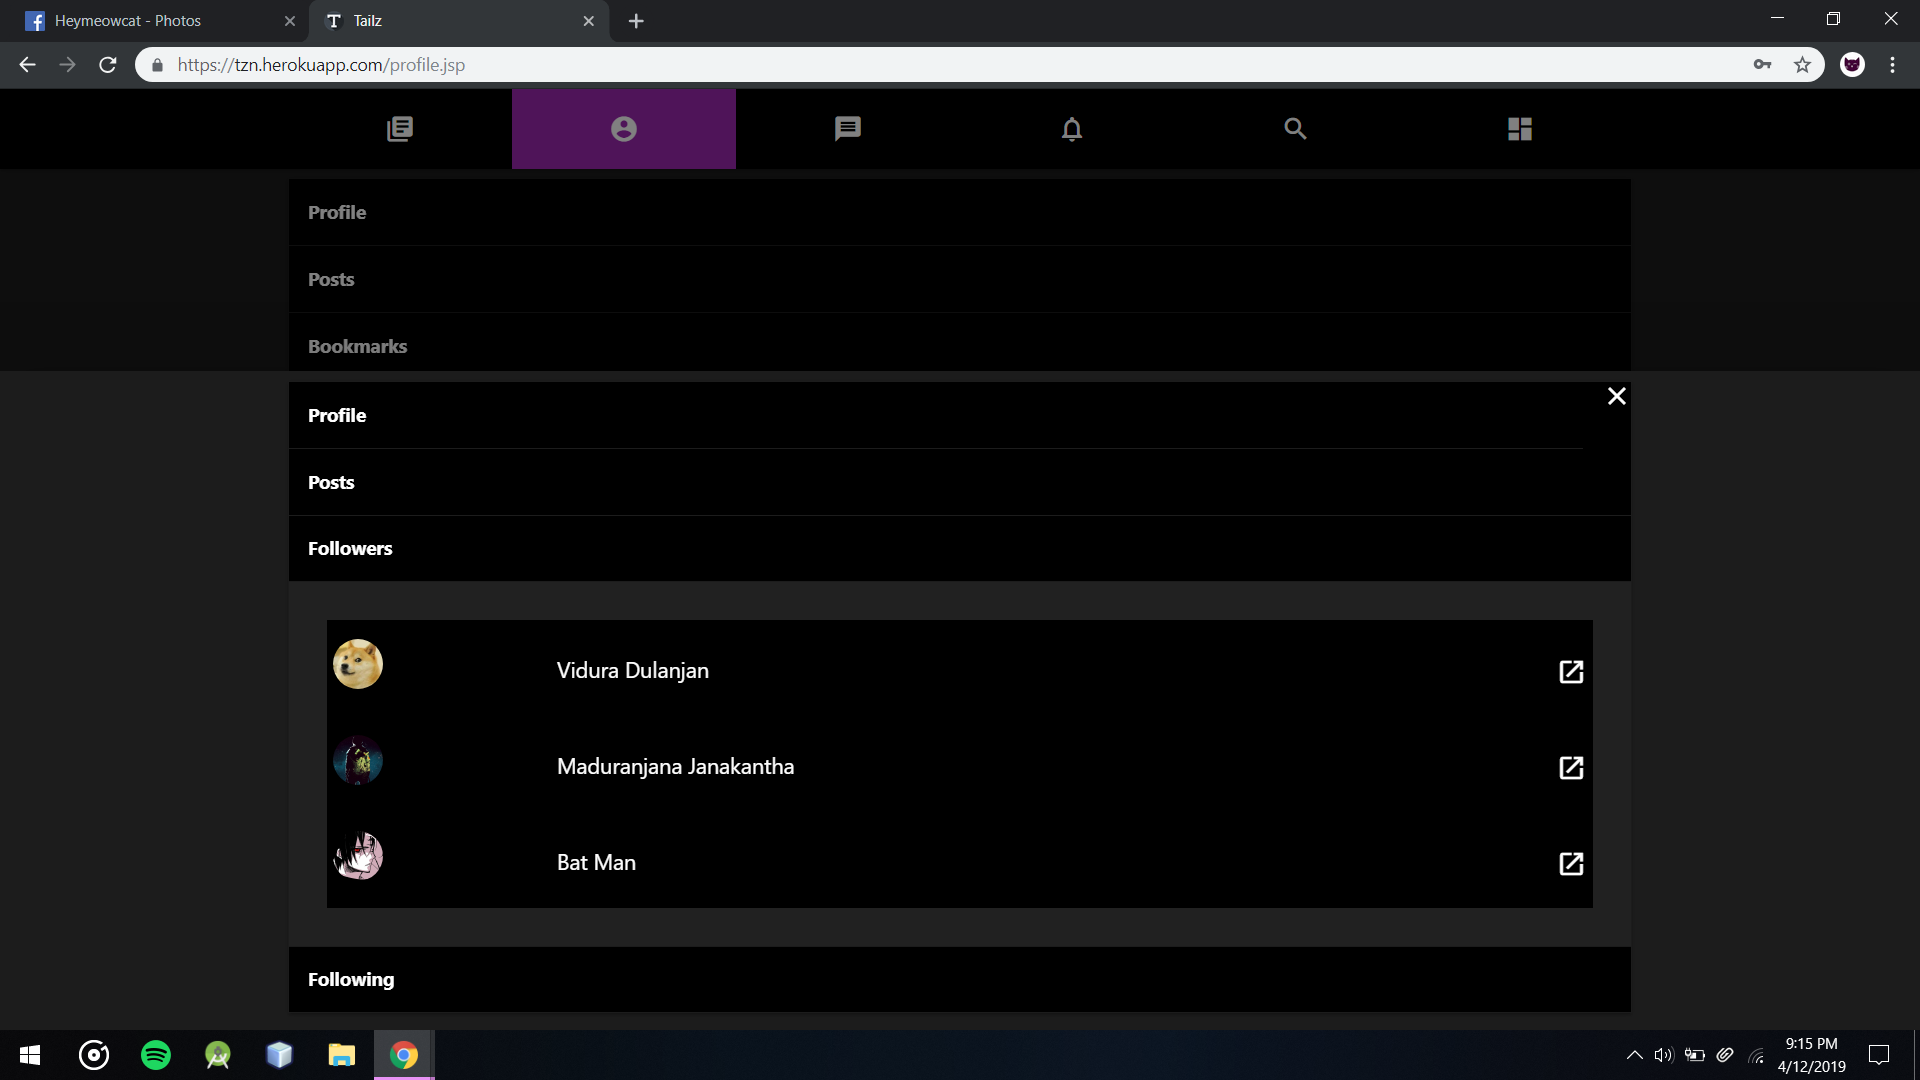 Heymeowcat - Photos
Tailz
https://tzn.herokuapp.com/profile.jsp
Profile
Posts
Bookmarks
Profile
Posts
Followers
Vidura Dulanjan
Maduranjana Janakantha
Bat Man
Following
9:15 PM
4/12/2019